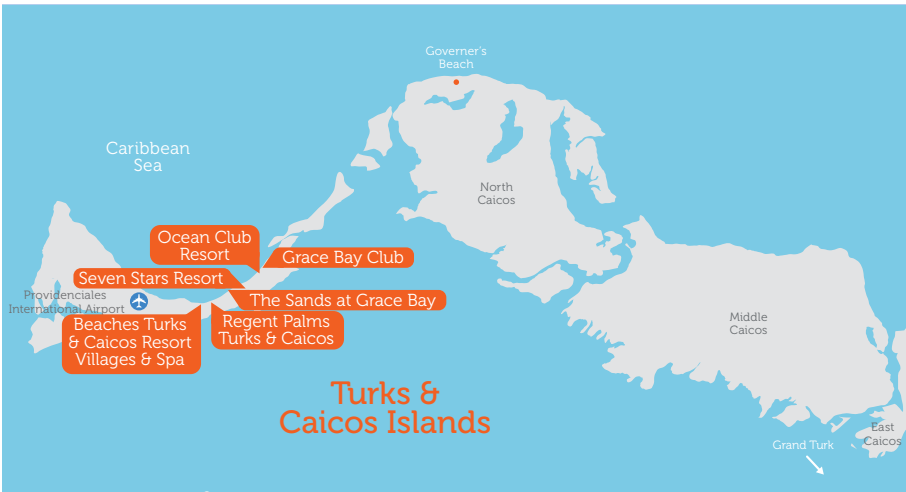 Governer's
Beach
Caribbean
Sea
North
Caicos
Ocean Club
Resort
Grace Bay Club
Seven Stars Resort
Providenciales
International Airport
The Sands at Grace Bay
Beaches Turks
& Caicos Resort
Villages & Spa
Regent Palms
Turks & Caicos
Middle
Caicos
Turks &
Caicos Islands
East
Caicos
Grand Turk